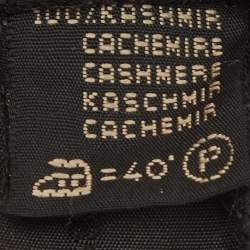 100%KASHMIR
CACHEMIRE
CASHMERE
KASCHMIR
CACHEMIR
=40° P